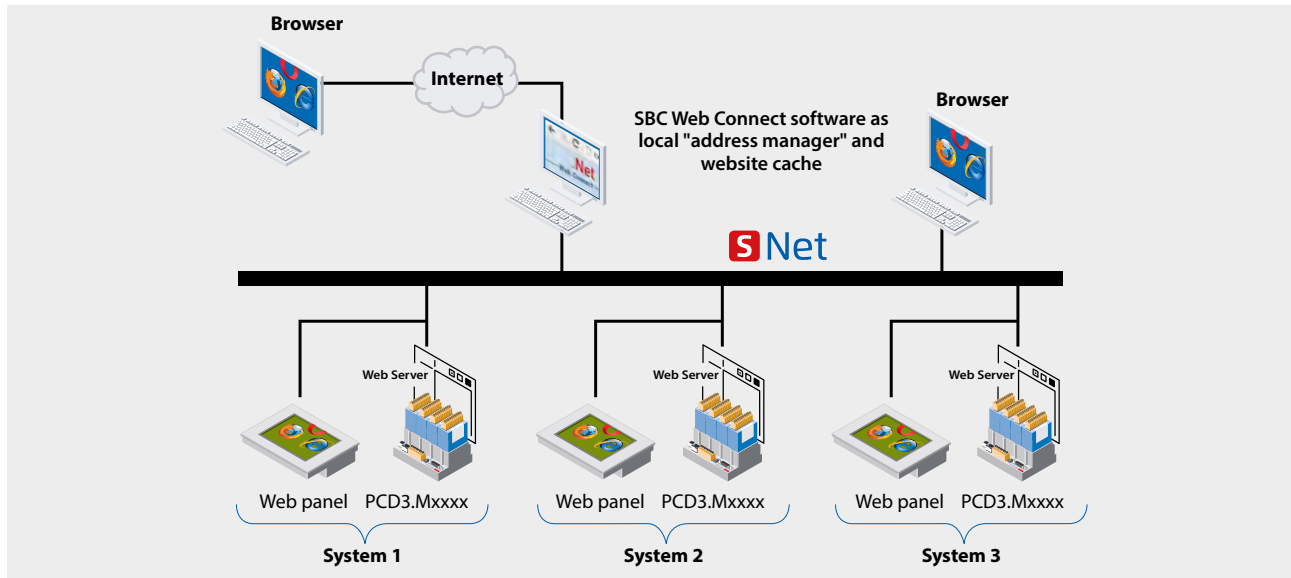 Browser
Internet
SBC Web Connect software as
local "address manager" and
website cache
Browser
Net
Web Connect
S Net
Web Server
Web Server
Web Server
Web panel PCD3.Mxxxx
Web panel PCD3.Mxxxx
Web panel PCD3.Mxxxx
System 1
System 2
System 3